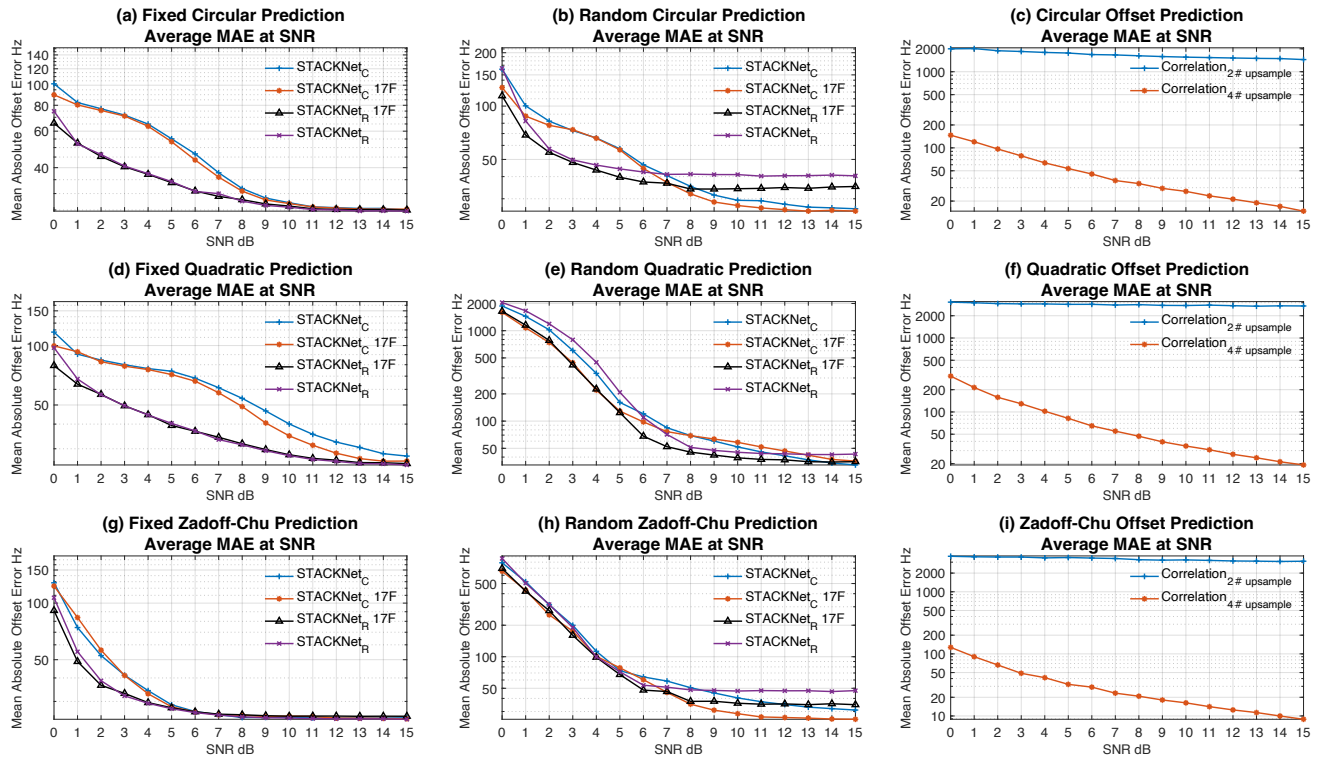 (a) Fixed Circular Prediction
Average MAE at SNR
Mean Absolute Offset Error Hz
140
120
100
80
60
40
STACKNet_C
STACKNet_C 17F
STACKNet_R 17F
STACKNet_R
0 1 2 3 4 5 6 7 8 9 10 11 12 13 14 15
SNR dB
(b) Random Circular Prediction
Average MAE at SNR
Mean Absolute Offset Error Hz
200
150
100
50
STACKNet_C
STACKNet_C 17F
STACKNet_R 17F
STACKNet_R
0 1 2 3 4 5 6 7 8 9 10 11 12 13 14 15
SNR dB
(c) Circular Offset Prediction
Average MAE at SNR
Mean Absolute Offset Error Hz
2000
1000
200
100
50
20
Correlation_2# upsample
Correlation_4# upsample
0 1 2 3 4 5 6 7 8 9 10 11 12 13 14 15
SNR dB
(d) Fixed Quadratic Prediction
Average MAE at SNR
Mean Absolute Offset Error Hz
150
100
50
STACKNet_C
STACKNet_C 17F
STACKNet_R 17F
STACKNet_R
0 1 2 3 4 5 6 7 8 9 10 11 12 13 14 15
SNR dB
(e) Random Quadratic Prediction
Average MAE at SNR
Mean Absolute Offset Error Hz
2000
1000
500
200
100
50
STACKNet_C
STACKNet_C 17F
STACKNet_R 17F
STACKNet_R
0 1 2 3 4 5 6 7 8 9 10 11 12 13 14 15
SNR dB
(f) Quadratic Offset Prediction
Average MAE at SNR
Mean Absolute Offset Error Hz
2000
1000
500
200
100
50
20
Correlation_2# upsample
Correlation_4# upsample
0 1 2 3 4 5 6 7 8 9 10 11 12 13 14 15
SNR dB
(g) Fixed Zadoff-Chu Prediction
Average MAE at SNR
Mean Absolute Offset Error Hz
150
100
50
STACKNet_C
STACKNet_C 17F
STACKNet_R 17F
STACKNet_R
0 1 2 3 4 5 6 7 8 9 10 11 12 13 14 15
SNR dB
(h) Random Zadoff-Chu Prediction
Average MAE at SNR
Mean Absolute Offset Error Hz
500
200
100
50
STACKNet_C
STACKNet_C 17F
STACKNet_R 17F
STACKNet_R
0 1 2 3 4 5 6 7 8 9 10 11 12 13 14 15
SNR dB
(i) Zadoff-Chu Offset Prediction
Average MAE at SNR
Mean Absolute Offset Error Hz
2000
1000
500
200
100
50
20
10
Correlation_2# upsample
Correlation_4# upsample
0 1 2 3 4 5 6 7 8 9 10 11 12 13 14 15
SNR dB